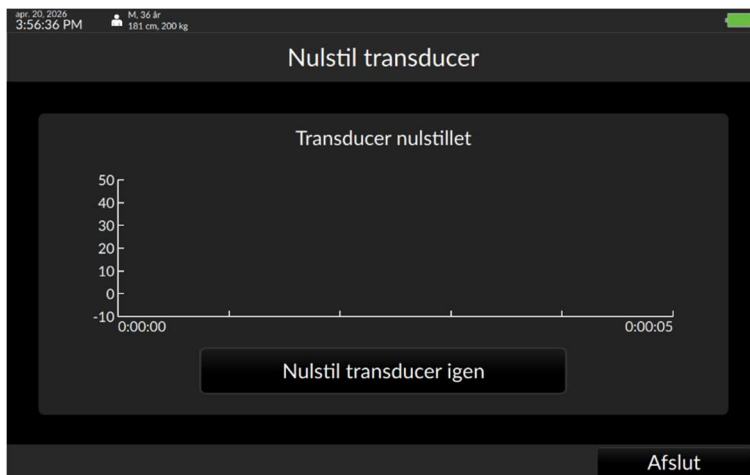 apr. 20, 2026
3:56:36 PM
M, 36 år
181 cm, 200 kg
Nulstil transducer
Transducer nulstillet
50
40
30
20
10
0
-10
0:00:00
0:00:05
Nulstil transducer igen
Afslut